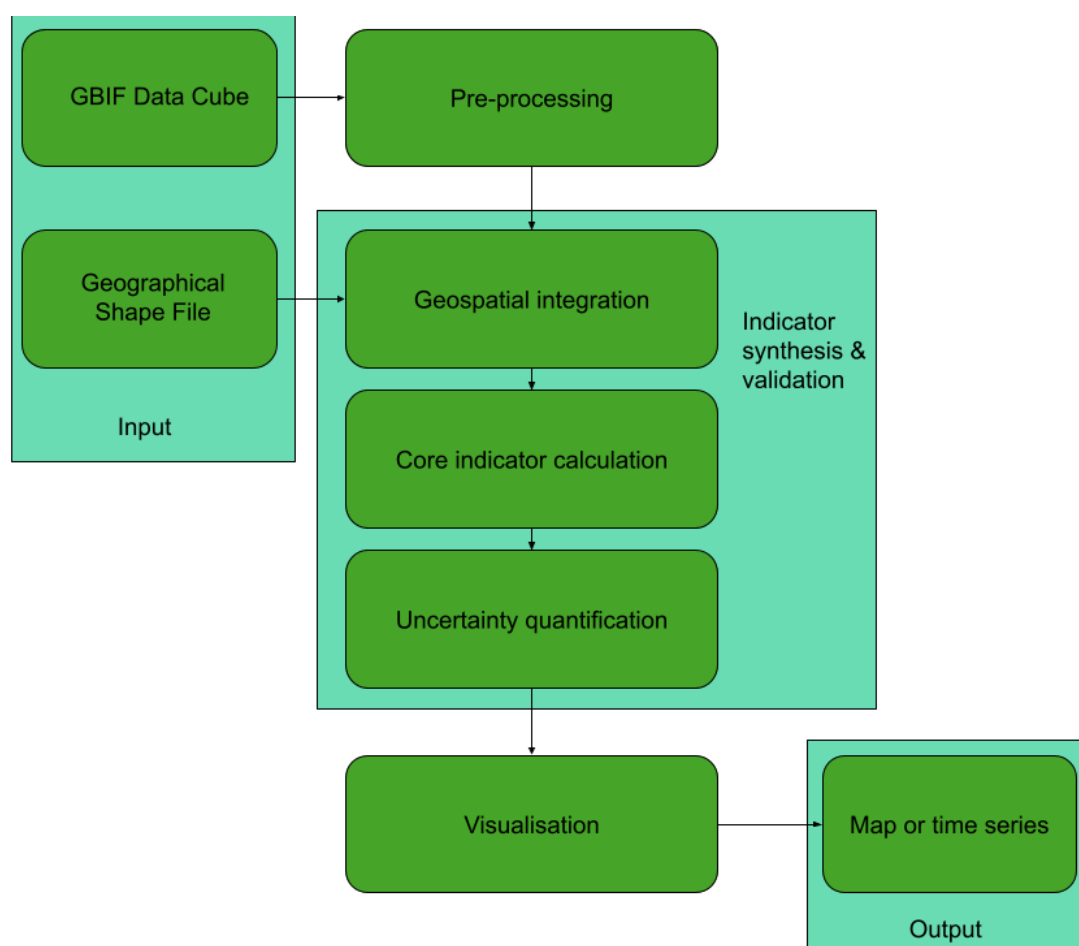 GBIF Data Cube
Pre-processing
Geographical
Shape File
Input
Geospatial integration
Indicator
synthesis &
validation
Core indicator calculation
Uncertainty quantification
Visualisation
Map or time series
Output